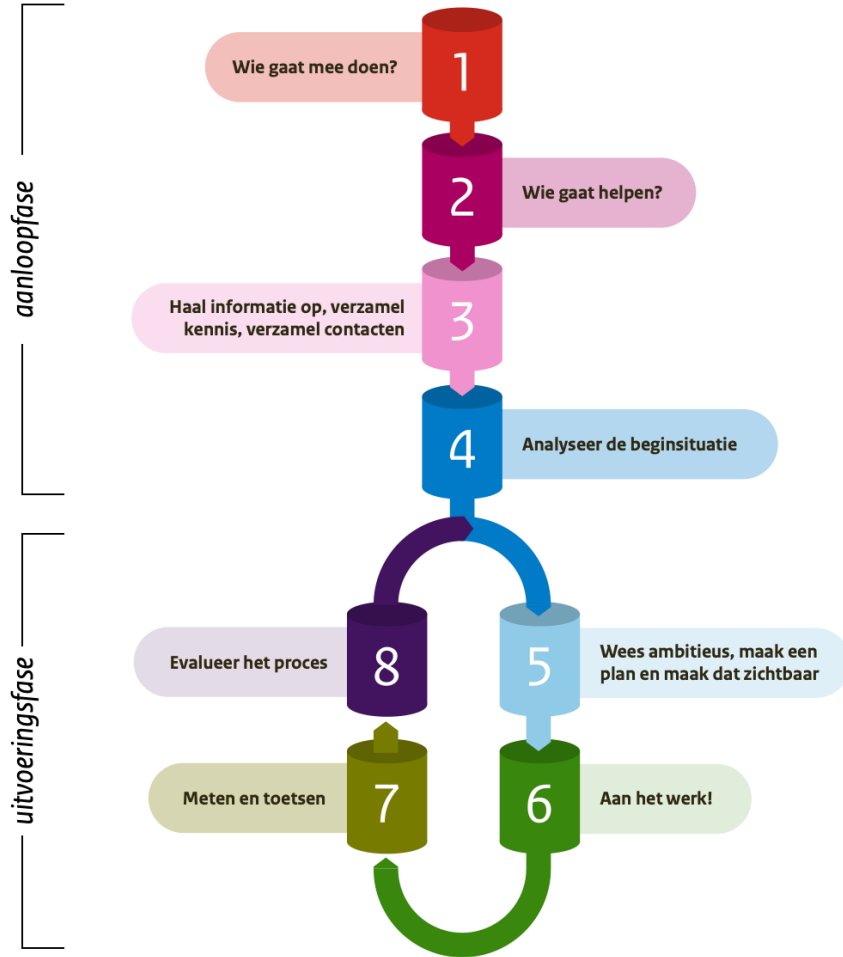 aanloopfase
1
Wie gaat mee doen?
2
Wie gaat helpen?
3
Haal informatie op, verzamel
kennis, verzamel contacten
4
Analyseer de beginsituatie
uitvoeringsfase
5
Wees ambitieus, maak een
plan en maak dat zichtbaar
6
Aan het werk!
7
Meten en toetsen
8
Evalueer het proces